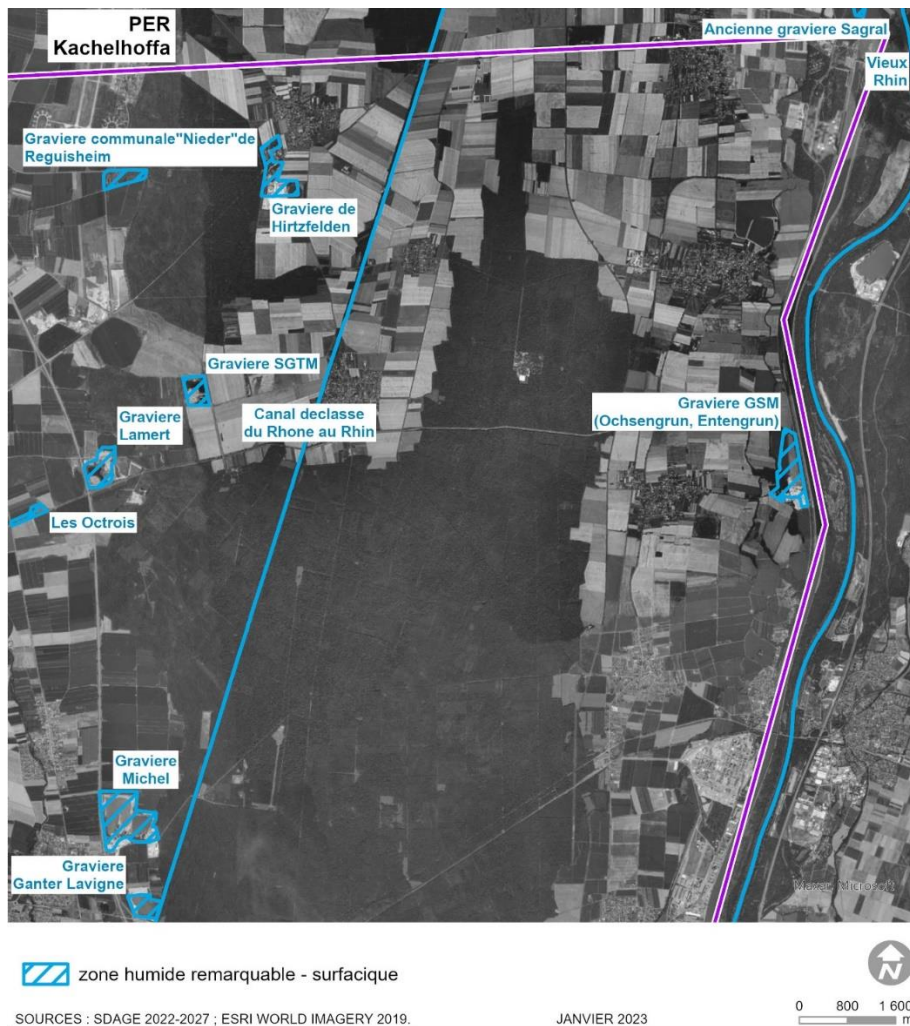 PER
Kachelhoffa
Ancienne graviere Sagral
Vieux
Rhin
Graviere communale"Nieder"de
Reguisheim
Graviere de
Hirtzfelden
Graviere SGTM
Graviere
Lamert
Canal declasse
du Rhone au Rhin
Graviere GSM
(Ochsengrun, Entengrun)
Les Octrois
Graviere
Michel
Graviere
Ganter Lavigne
Maxar, Microsoft
zone humide remarquable - surfacique
N
SOURCES : SDAGE 2022-2027 ; ESRI WORLD IMAGERY 2019.
JANVIER 2023
0 800 1 600
m